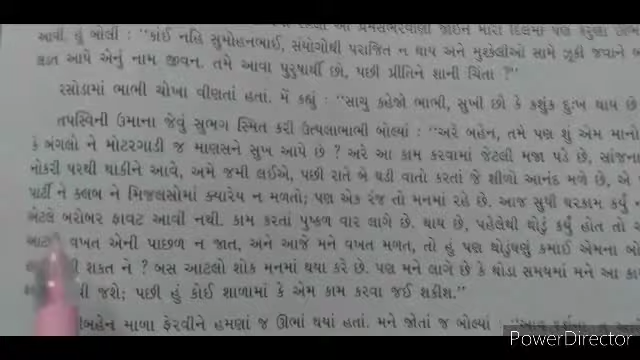 આવી. હું બોલી : "કોઈ નહિ સુમોહનભાઈ, સંયોગોથી પરાજિત ન થાય અને મુશ્કેલીઓ સામે ઝૂકી જવાને બ
લડત આપે એનું નામ જીવન. તમે આવા પુરુષાર્થી છો, પછી પ્રીતિને શાની ચિંતા ?"
રસોડામાં ભાભી ચોખા વીણતાં હતાં. મેં કહ્યું : "સાચુ કહેજો ભાભી, સુખી છો કે કશુંક દુઃખ થાય છે
તપસ્વિની ઉમાના જેવું સુભગ સ્મિત કરી ઉત્પલાભાભી બોલ્યાં : "અરે બહેન, તમે પણ શું એમ માનો
કે બંગલો ને મોટરગાડી જ માણસને સુખ આપે છે ? અરે આ કામ કરવામાં જેટલી મજા પડે છે, સાંજના
નોકરી પરથી થાકીને આવે, અમે જમી લઈએ, પછી રાતે બે ઘડી વાતો કરતાં જે શીળો આનંદ મળે છે, એ
પાર્ટી ને ક્લબ ને મિજલસોમાં ક્યારેય ન મળતો; પણ એક રંજ તો મનમાં રહે છે. આજ સુધી ઘરકામ કર્યું ન
એટલે બરોબર ફાવટ આવી નથી. કામ કરતાં પુષ્કળ વાર લાગે છે. થાય છે, પહેલેથી થોડું કર્યું હોત તો
વખત એની પાછળ ન જાત, અને આજે મને વખત મળત, તો હું પણ થોડુંઘણું કમાઈ એમના બો
શકત ને ? બસ આટલો શોક મનમાં થયા કરે છે. પણ મને લાગે છે કે થોડા સમયમાં મને આ કા
જશે; પછી હું કોઈ શાળામાં કે એમ કામ કરવા જઈ શકીશ."
બહેન માળા ફેરવીને હમણાં જ ઊભાં થયાં હતાં. મને જોતાં જ બોલ્યાં
PowerDirector